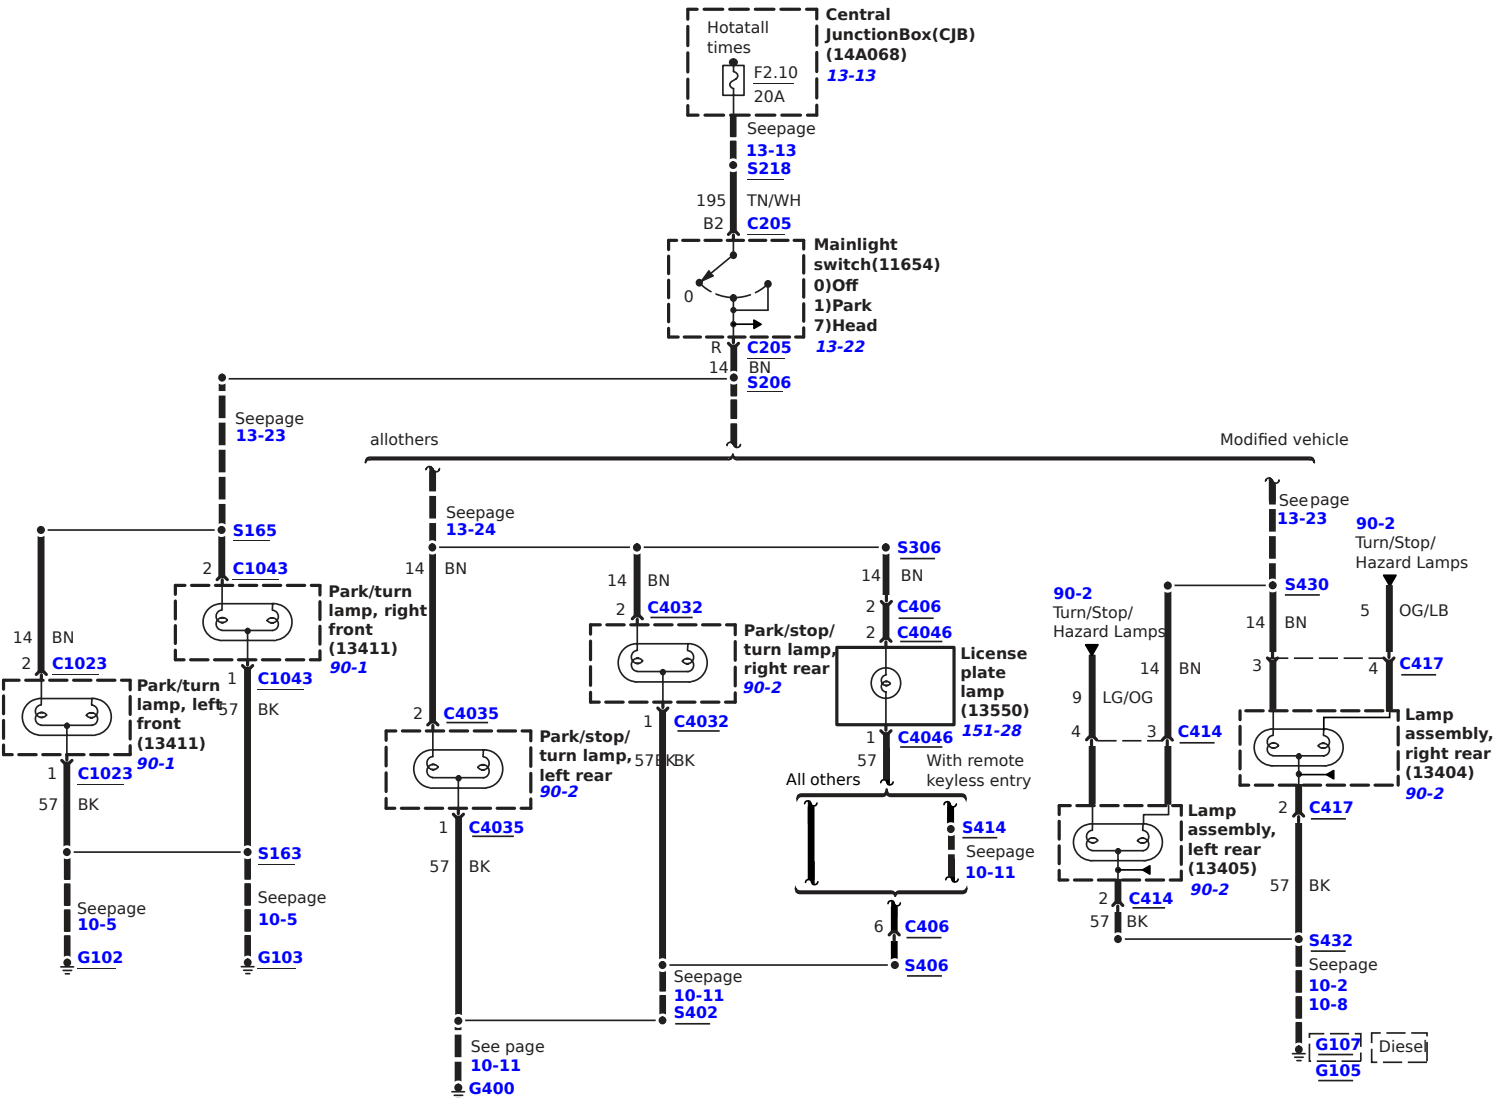 Hotatall
times
F2.10
20A
Central
JunctionBox(CJB)
(14A068)
13-13
Seepage
13-13
S218
195 TN/WH
B2 C205
Mainlight
switch(11654)
0)Off
1)Park
7)Head
13-22
0
R C205
14 BN
S206
Seepage
13-23
allothers
Modified vehicle
S165
2 C1043
Park/turn
lamp, right
front
(13411)
90-1
14 BN
2 C1023
1 C1043
57 BK
Park/turn
lamp, left
front
(13411)
90-1
1 C1023
57 BK
S163
Seepage
10-5
G102
Seepage
10-5
G103
Seepage
13-24
14 BN
2 C4035
Park/stop/
turn lamp,
left rear
90-2
1 C4035
57 BK
See page
10-11
G400
14 BN
2 C4032
Park/stop/
turn lamp,
right rear
90-2
1 C4032
57BKBK
Seepage
10-11
S402
S306
14 BN
2 C406
2 C4046
License
plate
lamp
(13550)
151-28
1 C4046
57
With remote
keyless entry
All others
S414
Seepage
10-11
6 C406
S406
90-2
Turn/Stop/
Hazard Lamps
9 LG/OG
14 BN
4
3 C414
Lamp
assembly,
left rear
(13405)
90-2
2 C414
57 BK
See page
13-23
90-2
Turn/Stop/
Hazard Lamps
S430
14 BN
5 OG/LB
3
4 C417
Lamp
assembly,
right rear
(13404)
90-2
2 C417
57 BK
S432
Seepage
10-2
10-8
G107
Diesel
G105